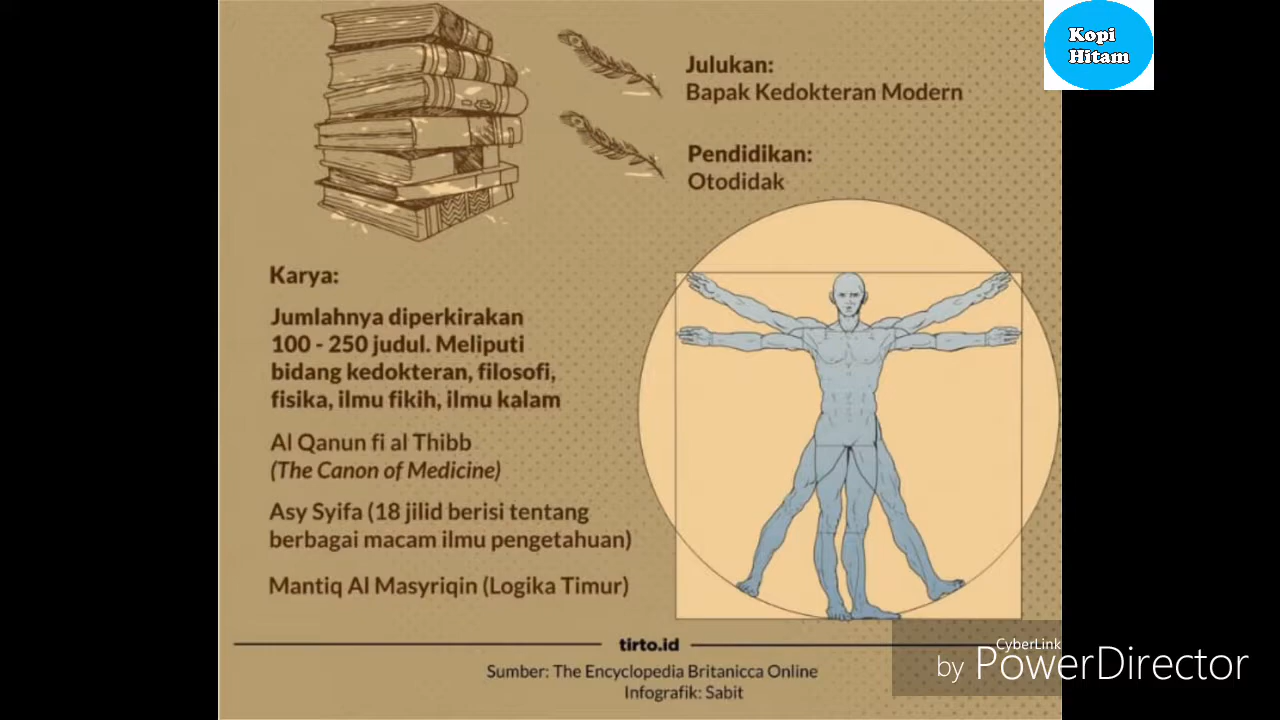 Kopi
Hitam
Julukan:
Bapak Kedokteran Modern
Pendidikan:
Otodidak
Karya:
Jumlahnya diperkirakan
100 - 250 judul. Meliputi
bidang kedokteran, filosofi,
fisika, ilmu fikih, ilmu kalam
Al Qanun fi al Thibb
(The Canon of Medicine)
Asy Syifa (18 jilid berisi tentang
berbagai macam ilmu pengetahuan)
Mantiq Al Masyriqin (Logika Timur)
tirto.id
Sumber: The Encyclopedia Britanicca Online
Infografik: Sabit
CyberLink
by PowerDirector